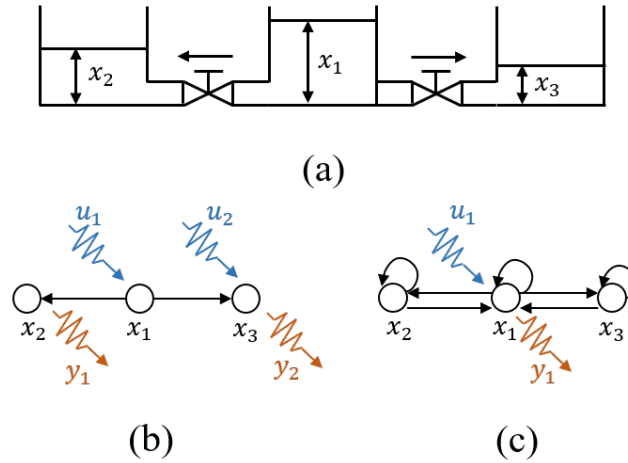 x₂
x₁
x₃
(a)
u₁
u₂
x₂
x₁
x₃
y₁
y₂
(b)
u₁
x₂
x₁
x₃
y₁
(c)